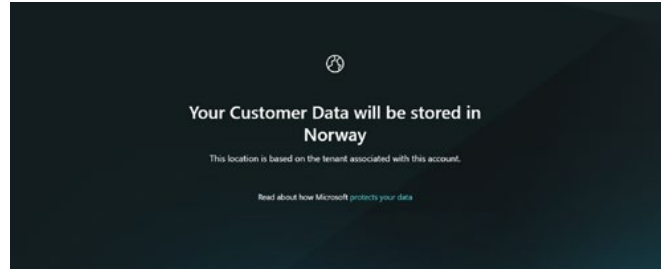 Your Customer Data will be stored in
Norway
This location is based on the tenant associated with this account.
Read about how Microsoft protects your data